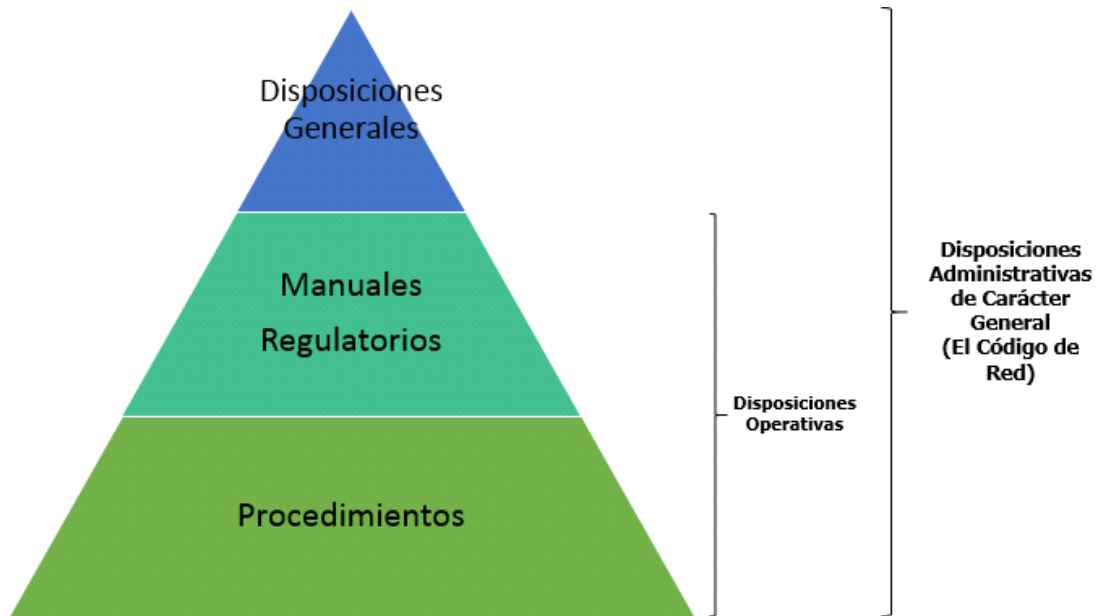 Disposiciones
Generales
Manuales
Regulatorios
Procedimientos
Disposiciones
Operativas
Disposiciones
Administrativas
de Carácter
General
(El Código de
Red)